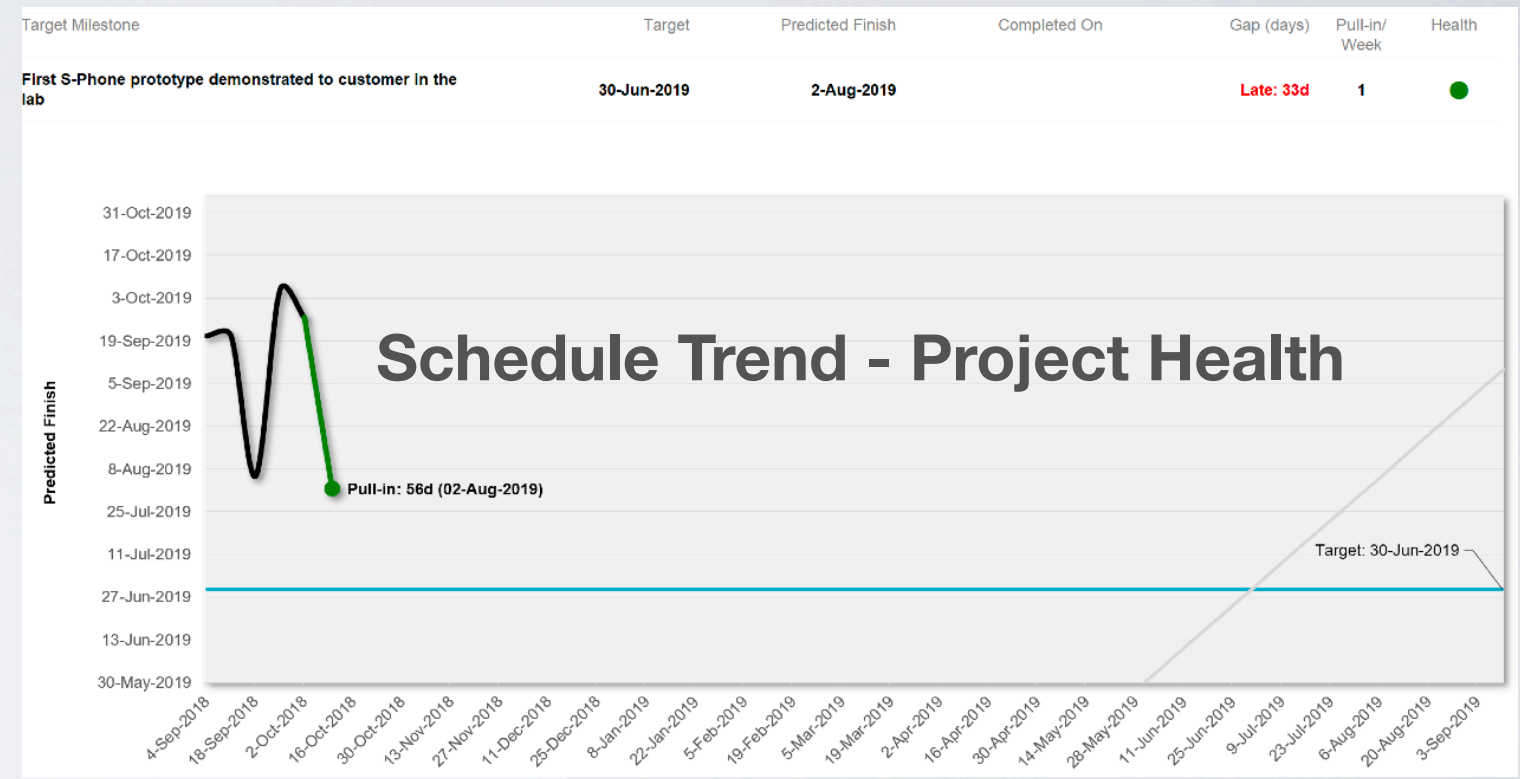 Target Milestone Target Predicted Finish Completed On Gap (days) Pull-in/
Week Health
First S-Phone prototype demonstrated to customer in the
lab 30-Jun-2019 2-Aug-2019 Late: 33d 1
31-Oct-2019
17-Oct-2019
3-Oct-2019
19-Sep-2019
5-Sep-2019
22-Aug-2019
8-Aug-2019
25-Jul-2019
11-Jul-2019
27-Jun-2019
13-Jun-2019
30-May-2019
Predicted Finish
Schedule Trend - Project Health
Pull-in: 56d (02-Aug-2019)
Target: 30-Jun-2019
4-Sep-2018
18-Sep-2018
2-Oct-2018
16-Oct-2018
30-Oct-2018
13-Nov-2018
27-Nov-2018
11-Dec-2018
25-Dec-2018
8-Jan-2019
22-Jan-2019
5-Feb-2019
19-Feb-2019
5-Mar-2019
19-Mar-2019
2-Apr-2019
16-Apr-2019
30-Apr-2019
14-May-2019
28-May-2019
11-Jun-2019
25-Jun-2019
9-Jul-2019
23-Jul-2019
6-Aug-2019
20-Aug-2019
3-Sep-2019